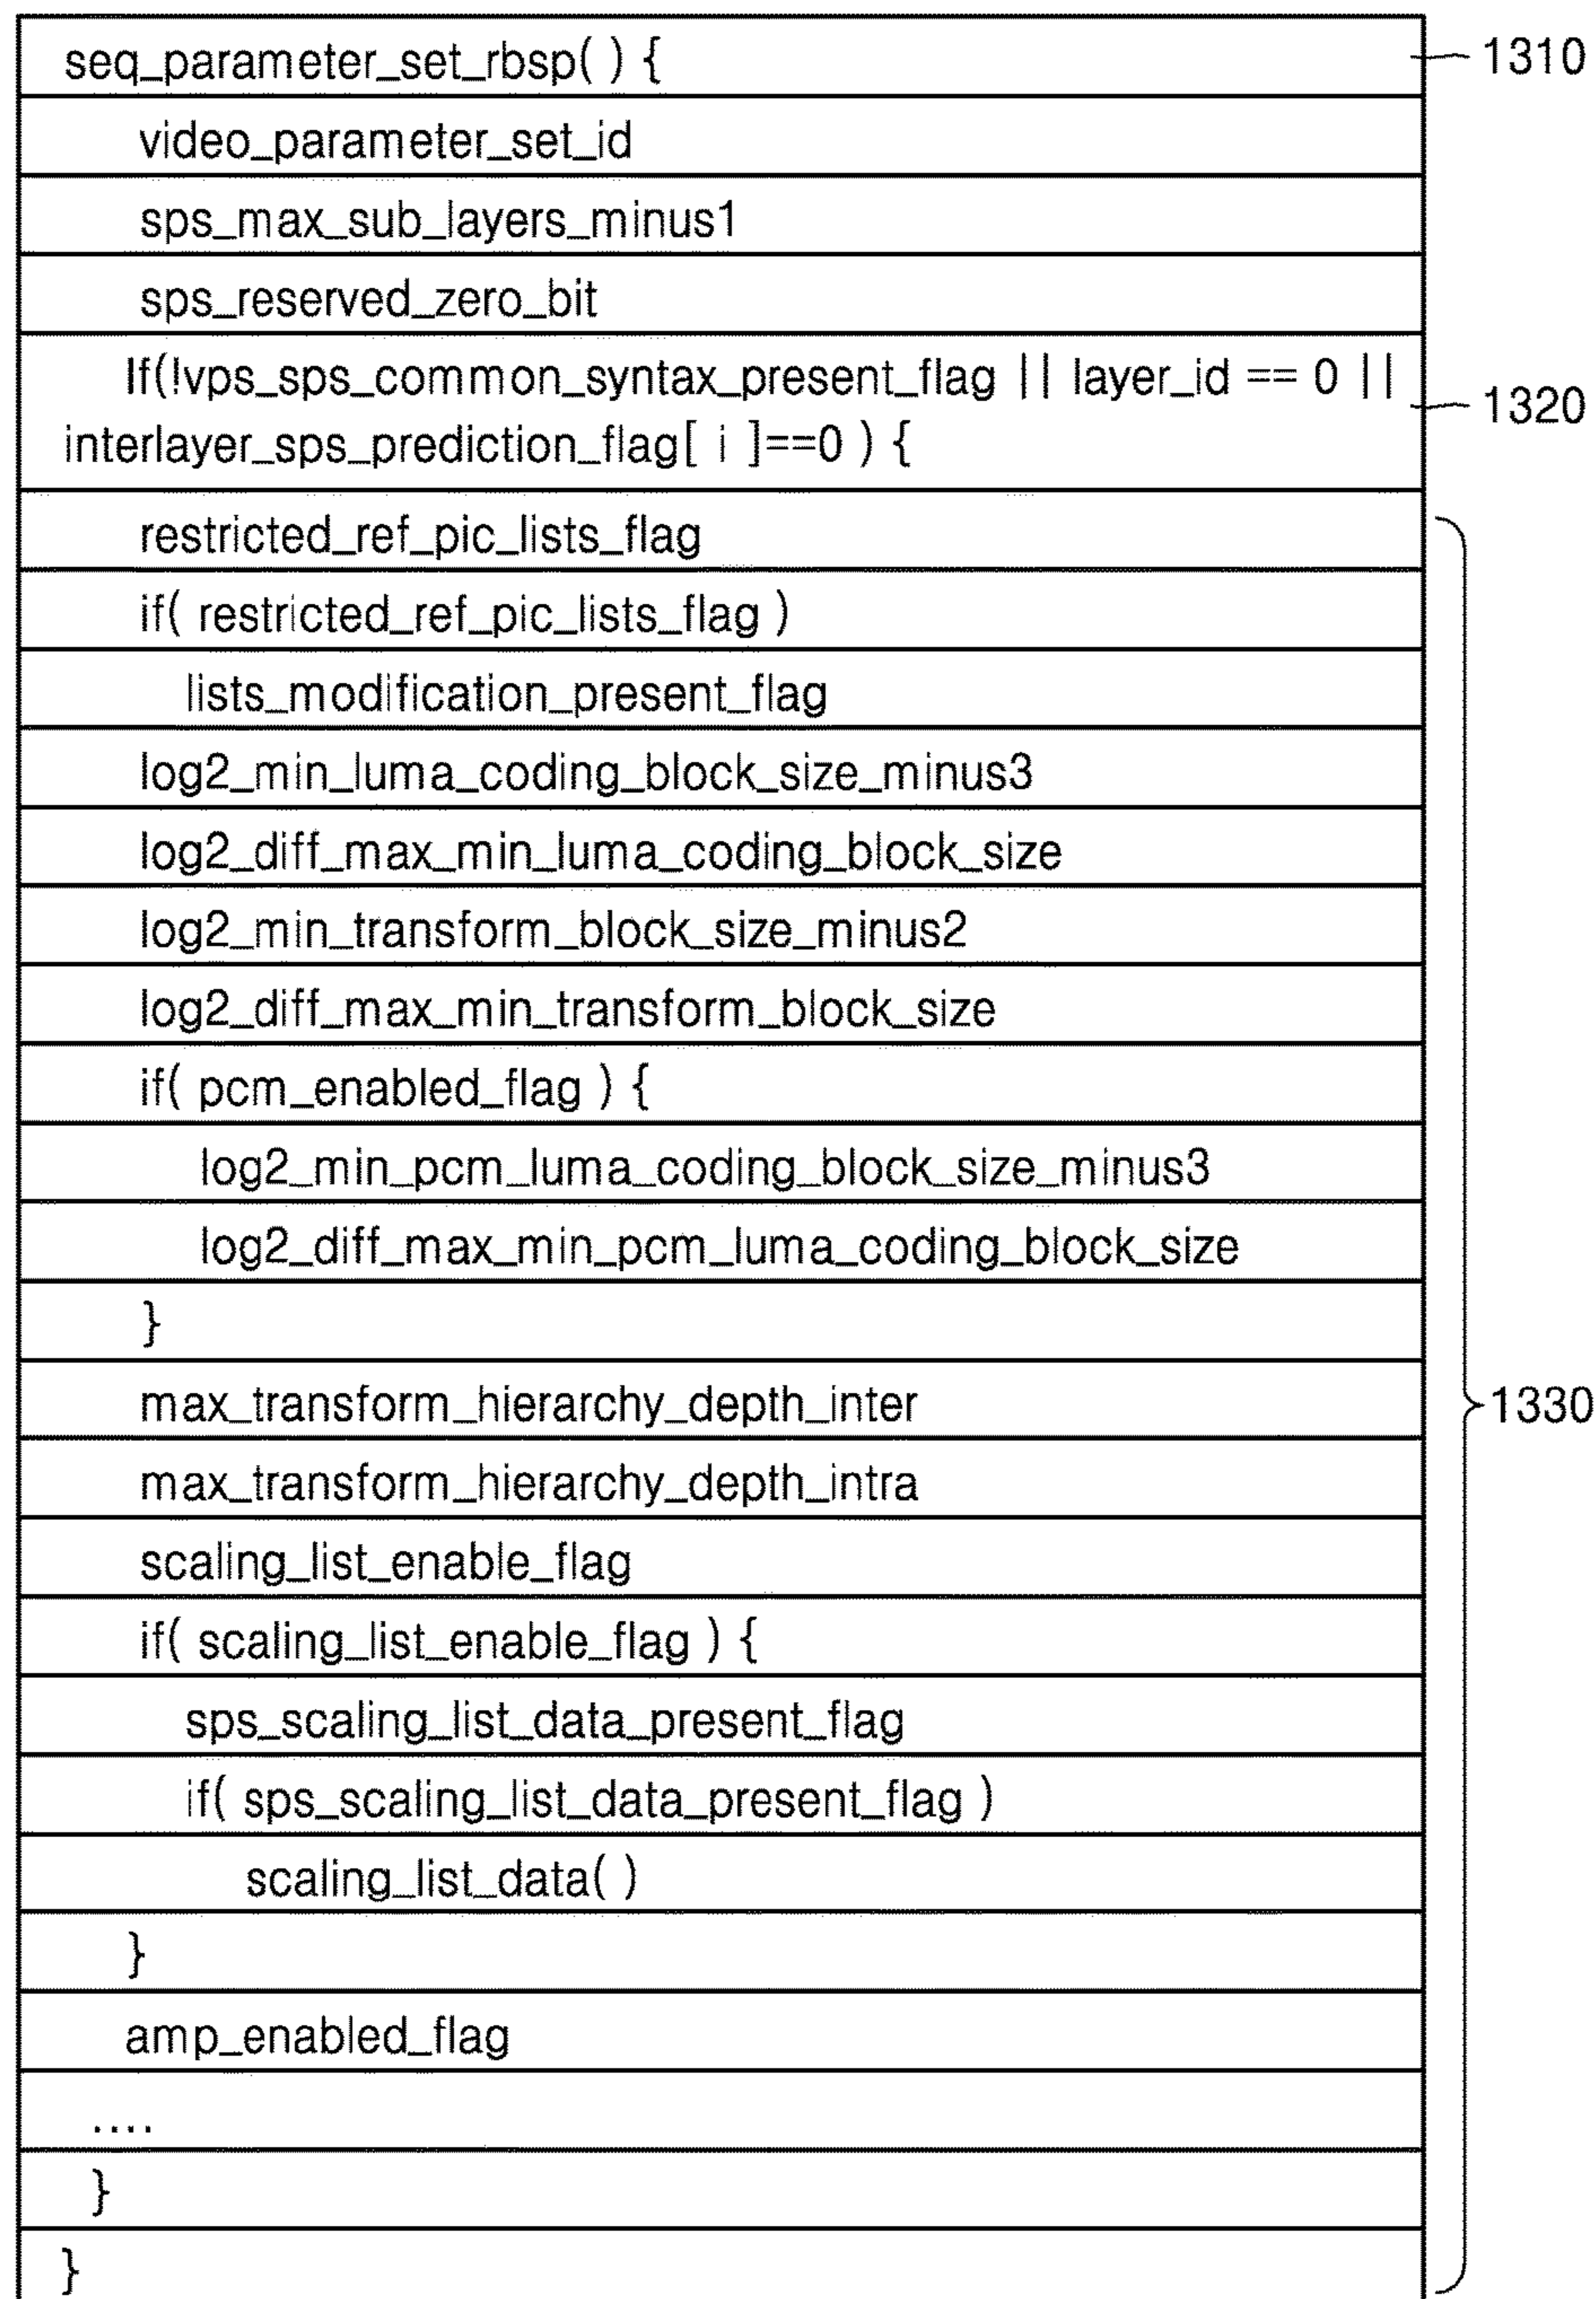 seq_parameter_set_rbsp( ) {
1310
video_parameter_set_id
sps_max_sub_layers_minus1
sps_reserved_zero_bit
If(!vps_sps_common_syntax_present_flag || layer_id == 0 ||
interlayer_sps_prediction_flag[ i ]==0 ) {
1320
restricted_ref_pic_lists_flag
if( restricted_ref_pic_lists_flag )
lists_modification_present_flag
log2_min_luma_coding_block_size_minus3
log2_diff_max_min_luma_coding_block_size
log2_min_transform_block_size_minus2
log2_diff_max_min_transform_block_size
if( pcm_enabled_flag ) {
log2_min_pcm_luma_coding_block_size_minus3
log2_diff_max_min_pcm_luma_coding_block_size
}
max_transform_hierarchy_depth_inter
1330
max_transform_hierarchy_depth_intra
scaling_list_enable_flag
if( scaling_list_enable_flag ) {
sps_scaling_list_data_present_flag
if( sps_scaling_list_data_present_flag )
scaling_list_data( )
}
amp_enabled_flag
....
}
}